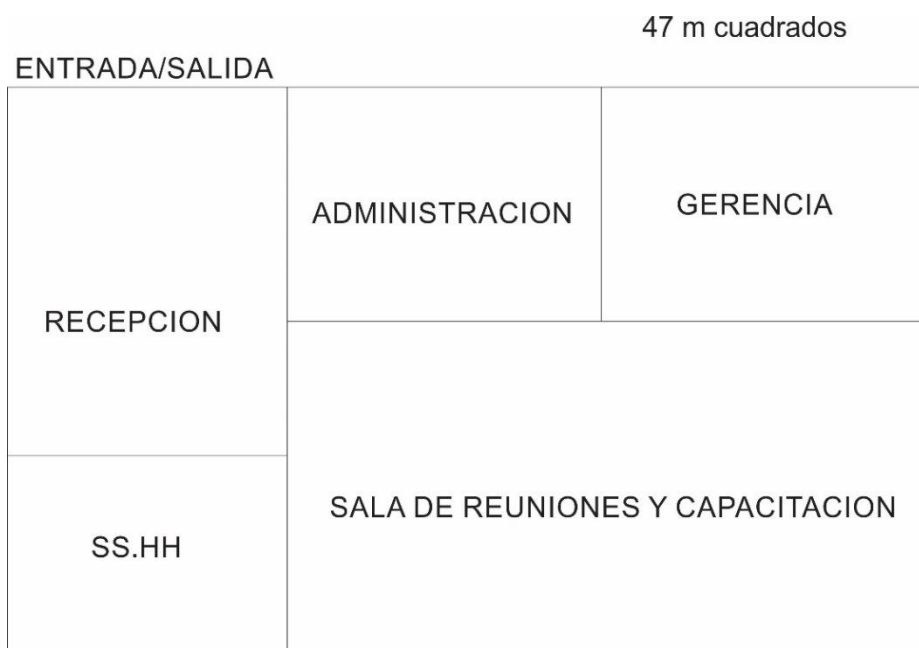 47 m cuadrados
ENTRADA/SALIDA
ADMINISTRACION
GERENCIA
RECEPCION
SALA DE REUNIONES Y CAPACITACION
SS.HH